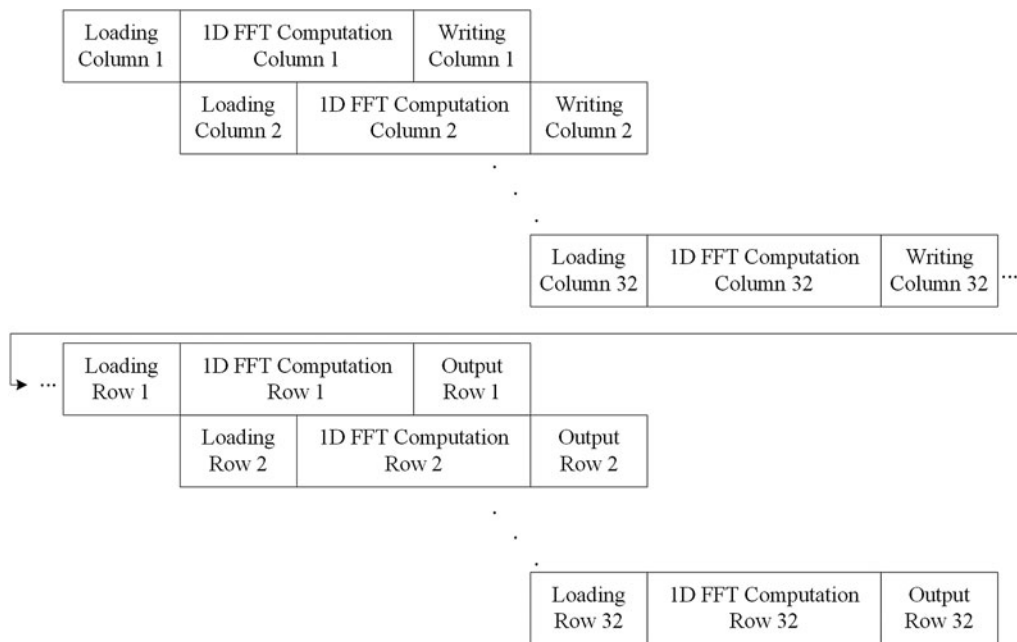 Loading
Column 1
1D FFT Computation
Column 1
Writing
Column 1
Loading
Column 2
1D FFT Computation
Column 2
Writing
Column 2
Loading
Column 32
1D FFT Computation
Column 32
Writing
Column 32
...
...
Loading
Row 1
1D FFT Computation
Row 1
Output
Row 1
Loading
Row 2
1D FFT Computation
Row 2
Output
Row 2
Loading
Row 32
1D FFT Computation
Row 32
Output
Row 32